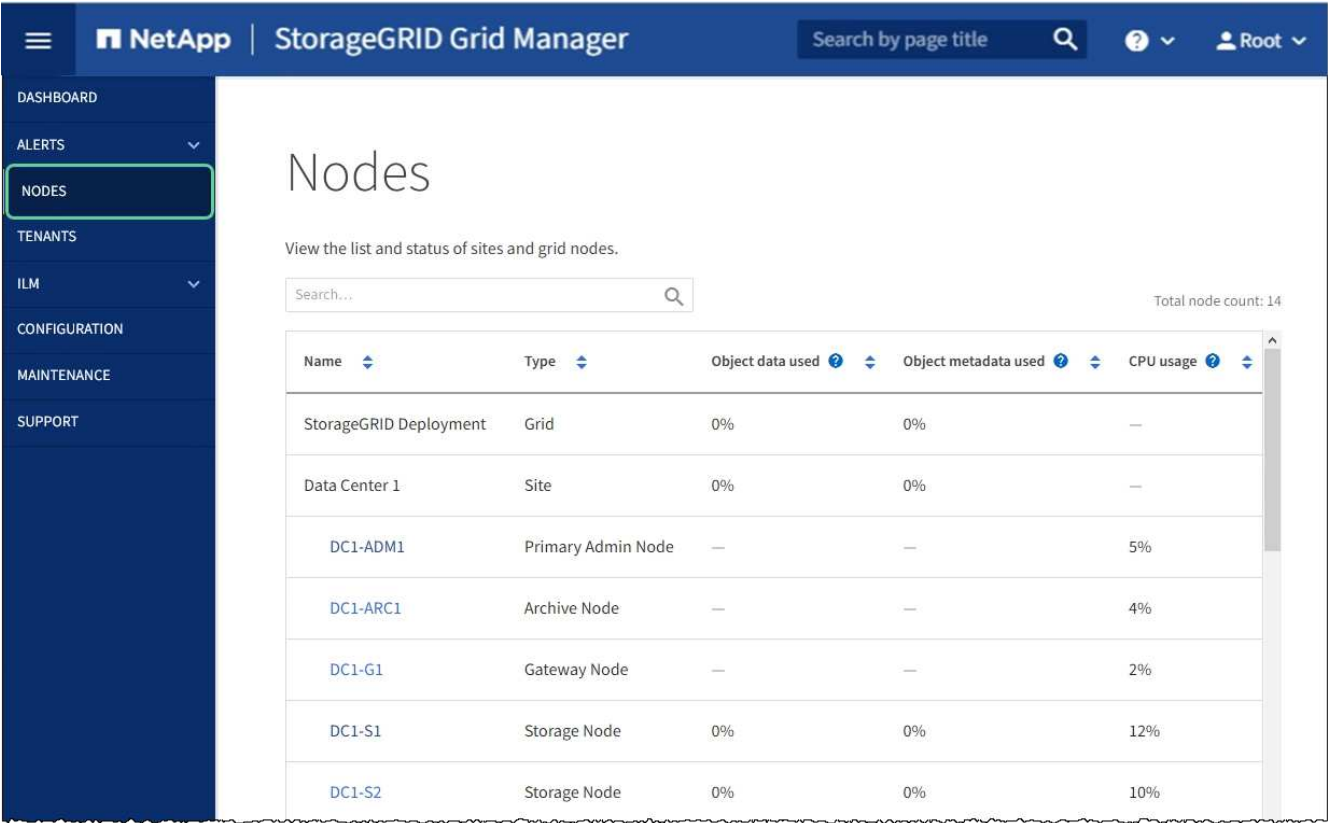 NetApp | StorageGRID Grid Manager Search by page title ? Root
DASHBOARD
ALERTS
NODES
TENANTS
ILM
CONFIGURATION
MAINTENANCE
SUPPORT
Nodes
View the list and status of sites and grid nodes.
Search...
Total node count: 14
Name Type Object data used ? Object metadata used ? CPU usage ?
StorageGRID Deployment Grid 0% 0% —
Data Center 1 Site 0% 0% —
DC1-ADM1 Primary Admin Node — — 5%
DC1-ARC1 Archive Node — — 4%
DC1-G1 Gateway Node — — 2%
DC1-S1 Storage Node 0% 0% 12%
DC1-S2 Storage Node 0% 0% 10%